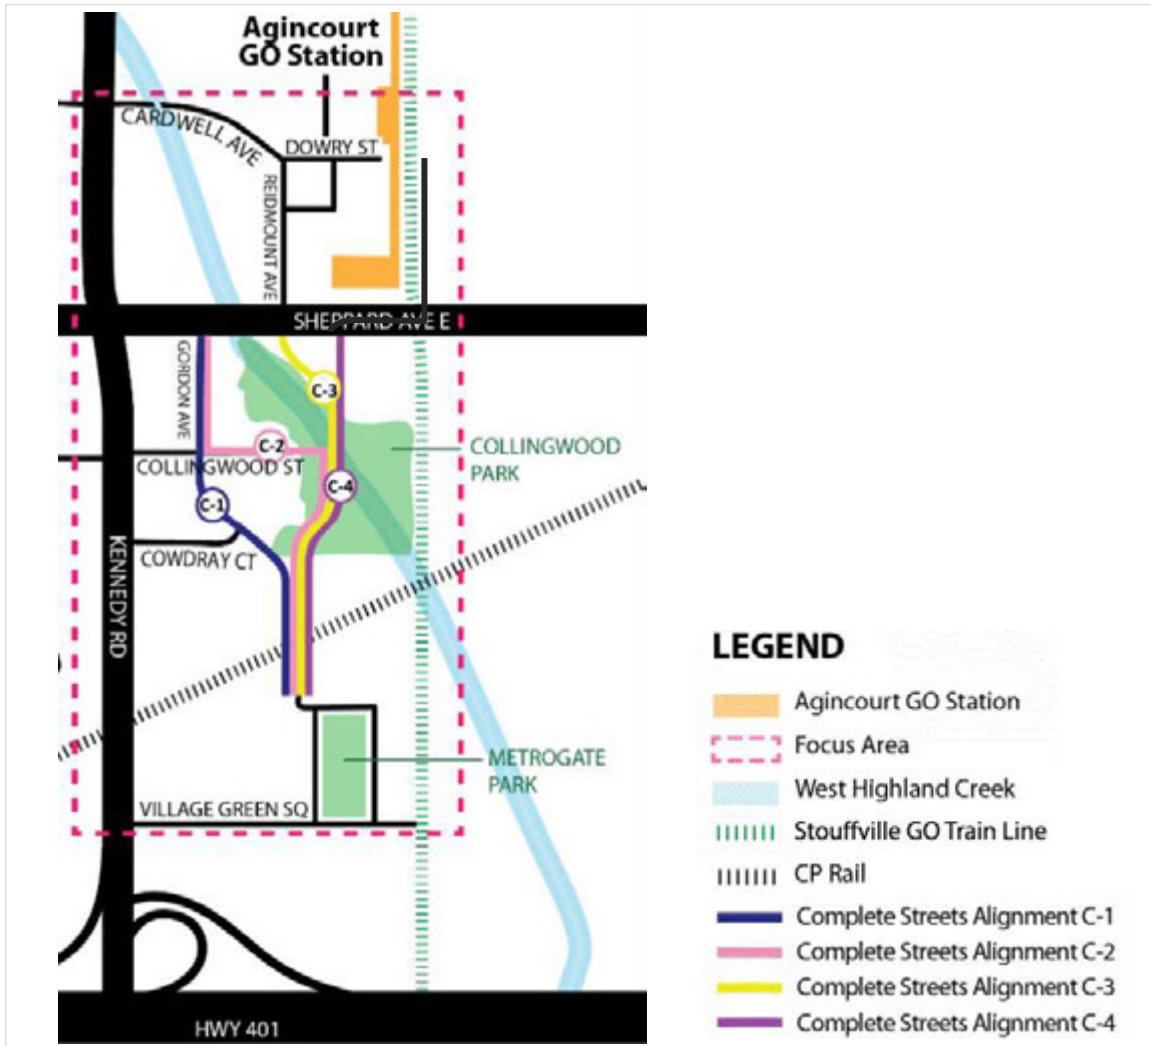 Agincourt
GO Station
CARDWELL AVE
DOWRY ST
REIDMOUNT AVE
SHEPPARD AVE E
GORDON AVE
C-3
C-2
COLLINGWOOD ST
COLLINGWOOD
PARK
C-4
C-1
COWDRAY CT
KENNEDY RD
METROGATE
PARK
VILLAGE GREEN SQ
HWY 401
LEGEND
Agincourt GO Station
Focus Area
West Highland Creek
Stouffville GO Train Line
CP Rail
Complete Streets Alignment C-1
Complete Streets Alignment C-2
Complete Streets Alignment C-3
Complete Streets Alignment C-4